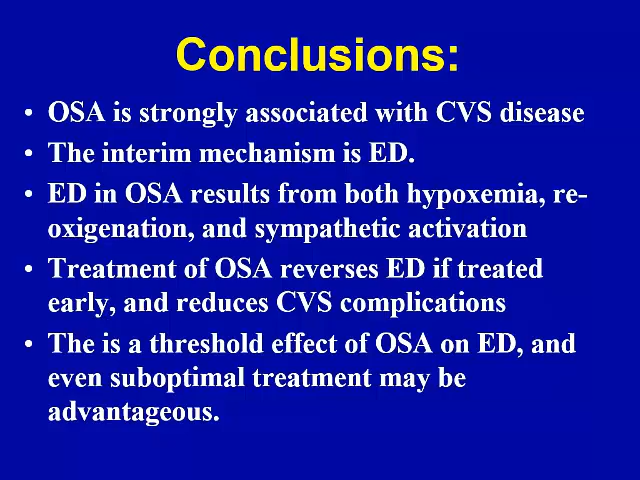 Conclusions:
• OSA is strongly associated with CVS disease
• The interim mechanism is ED.
• ED in OSA results from both hypoxemia, re-
oxigenation, and sympathetic activation
• Treatment of OSA reverses ED if treated
early, and reduces CVS complications
• The is a threshold effect of OSA on ED, and
even suboptimal treatment may be
advantageous.